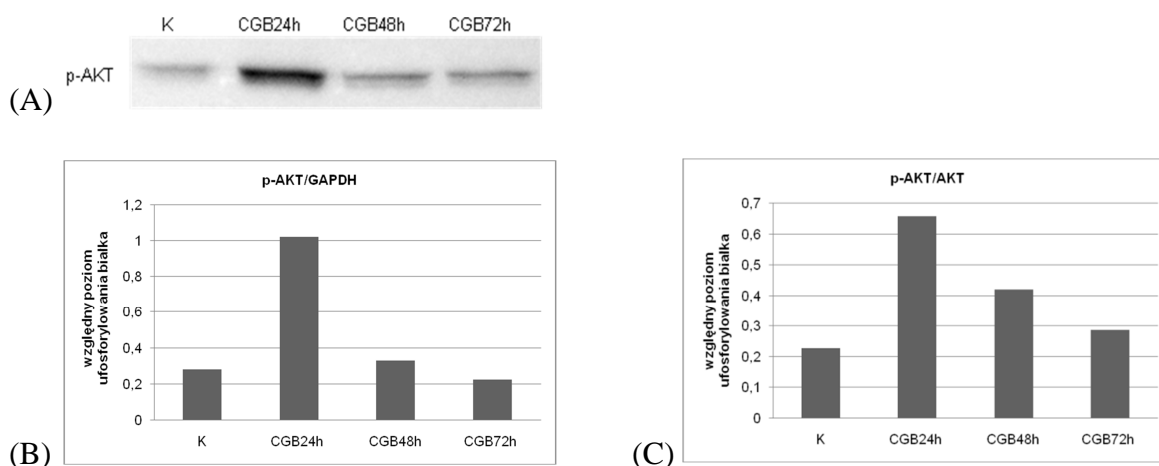 K CGB24h CGB48h CGB72h
p-AKT
(A)
p-AKT/GAPDH
względny poziom
ufosforylowania bialka
1,2
1
0,8
0,6
0,4
0,2
0
K CGB24h CGB48h CGB72h
(B)
p-AKT/AKT
względny poziom
ufosforylowania bialka
0,7
0,6
0,5
0,4
0,3
0,2
0,1
0
K CGB24h CGB48h CGB72h
(C)